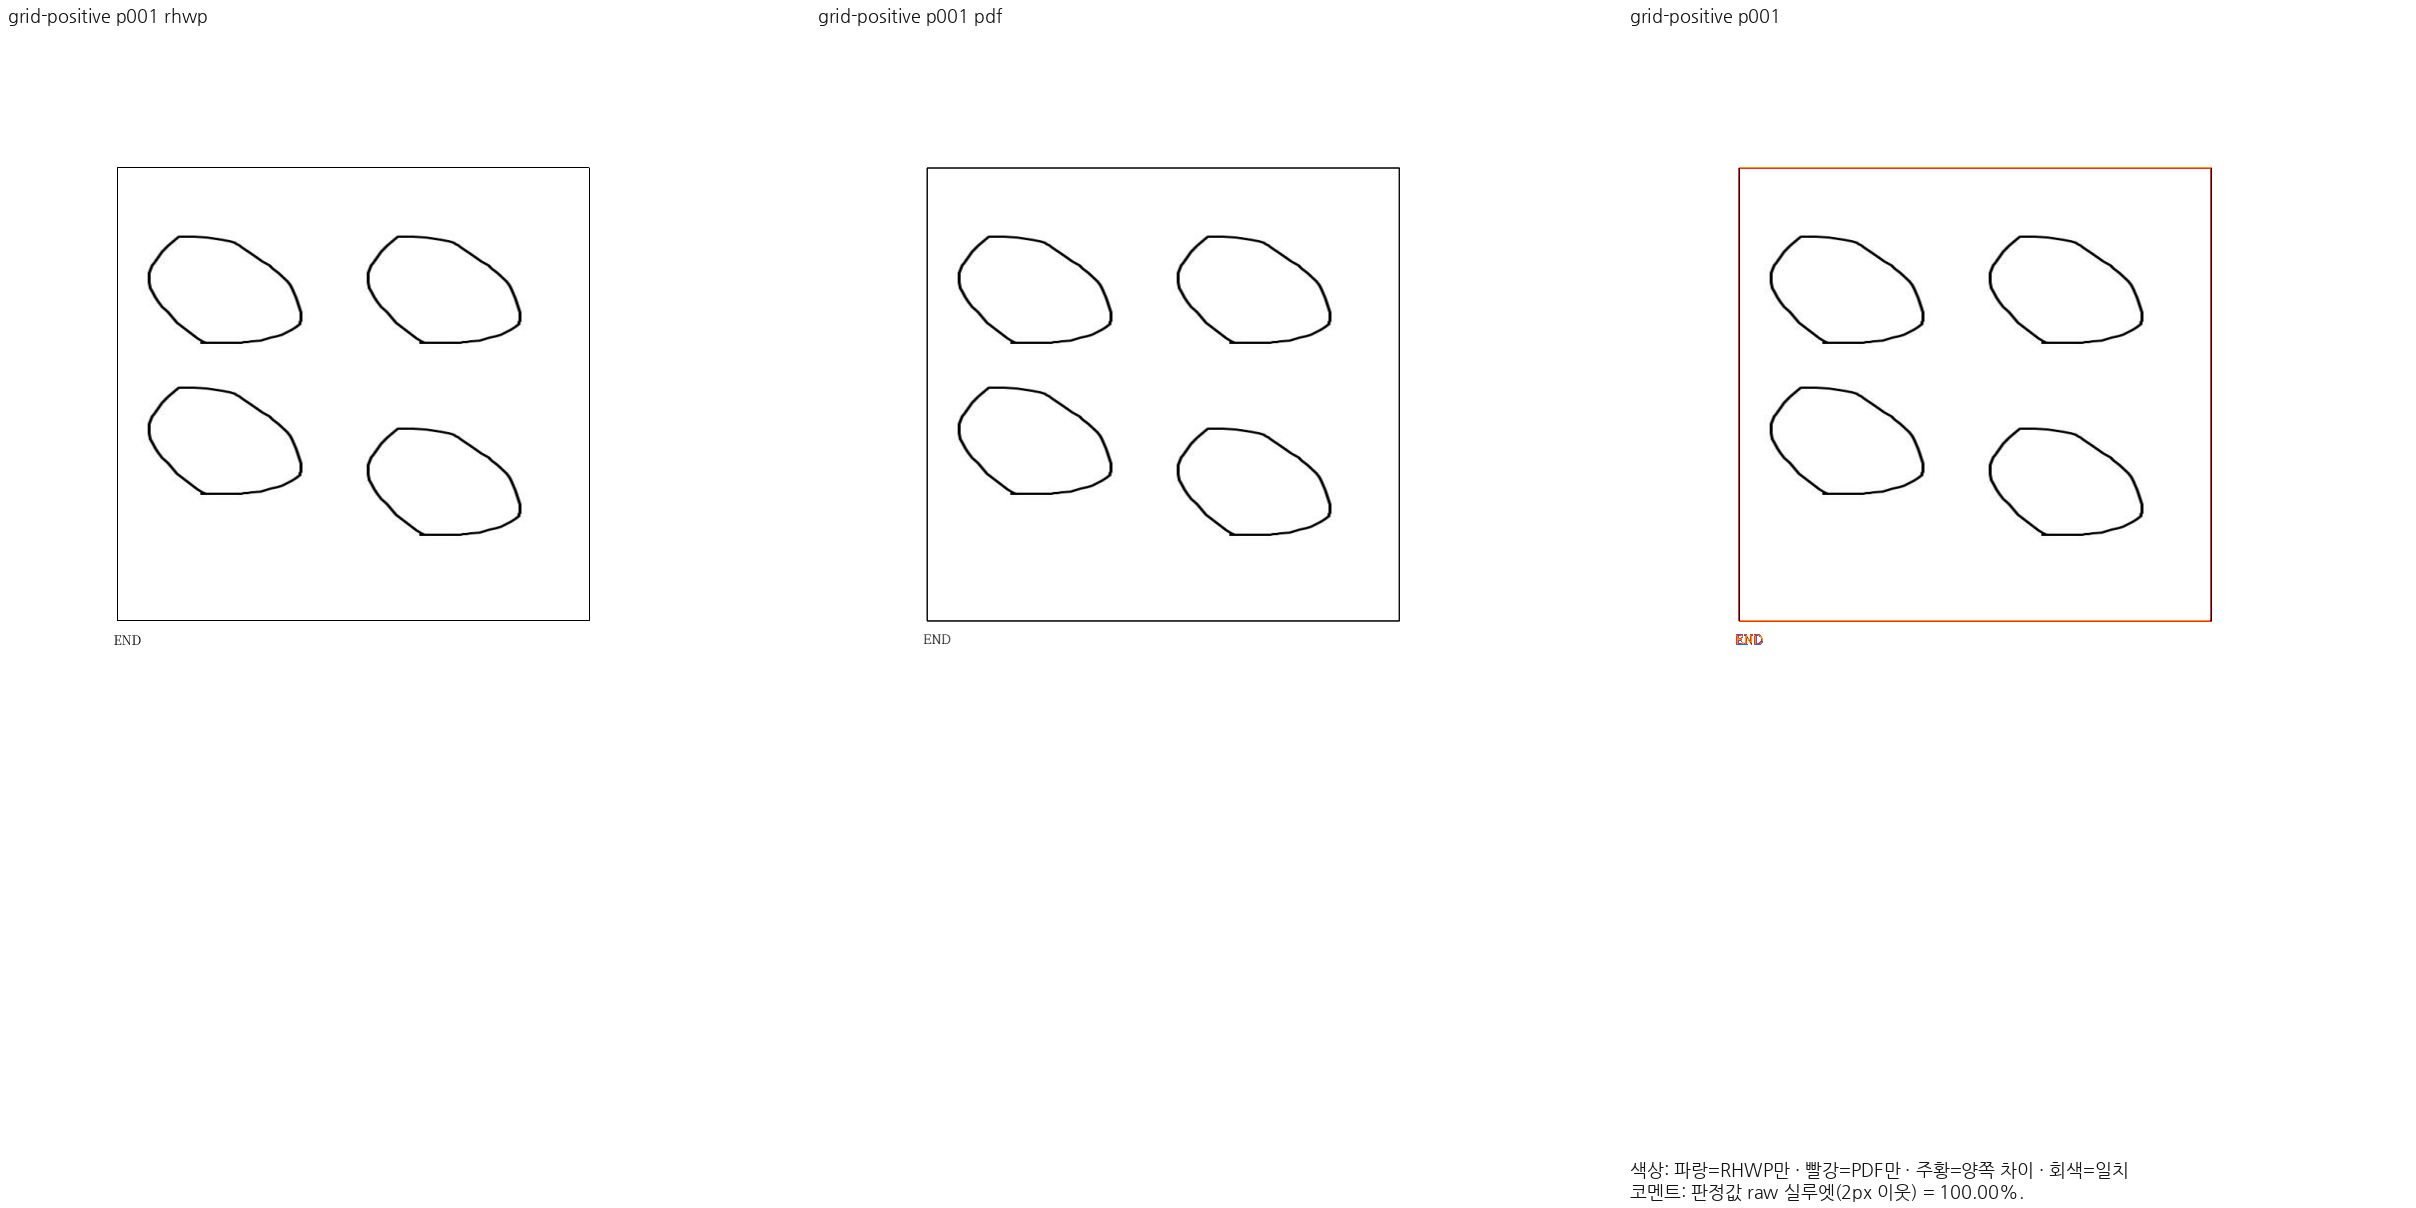 grid-positive p001 rhwp
grid-positive p001 pdf
grid-positive p001
END
END
END
색상: 파랑=RHWP만 · 빨강=PDF만 · 주황=양쪽 차이 · 회색=일치
코멘트: 판정값 raw 실루엣(2px 이웃) = 100.00%.